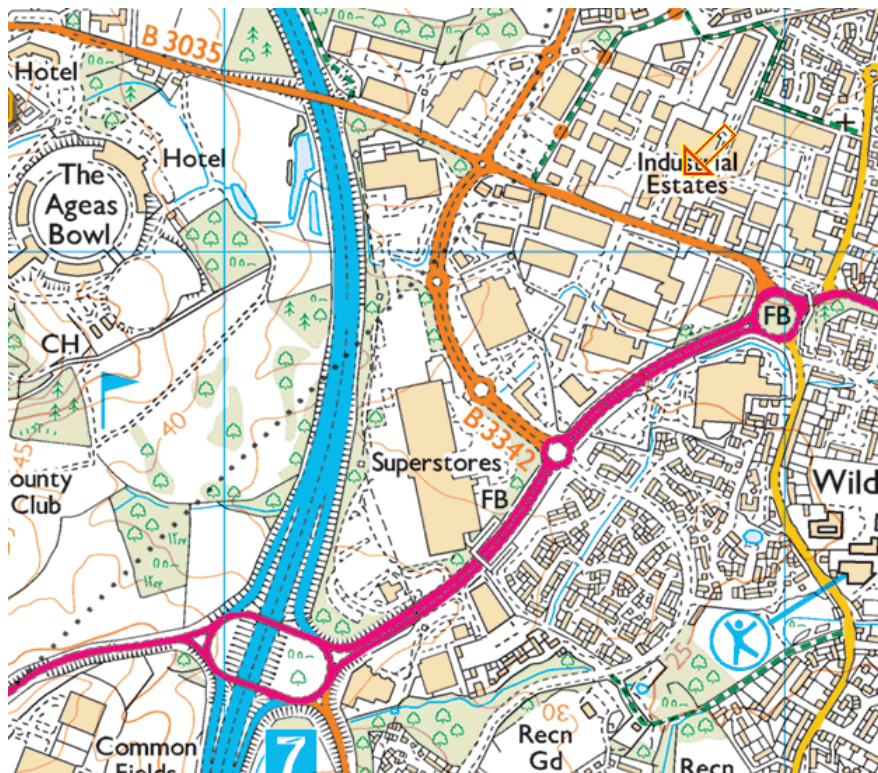 B 3035
Hotel
Hotel
The
Ageas
Bowl
Industrial
Estates
FB
CH
40
45
B 3342
Superstores
FB
ounty
Club
Wild
25
30
7
Common
Fields
Recn
Gd
Recn